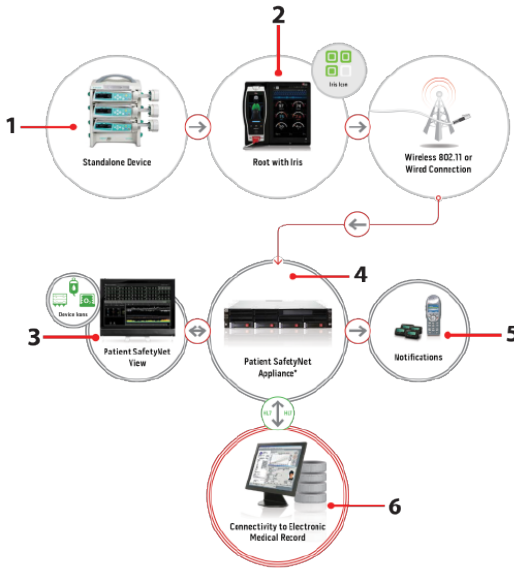 2
Iris Icon
1
Standalone Device
Root with Iris
Wireless 802.11 or
Wired Connection
4
Device Icons
3
Patient SafetyNet
View
Patient SafetyNet
Appliance*
5
Notifications
HL7 HL7
6
Connectivity to Electronic
Medical Record